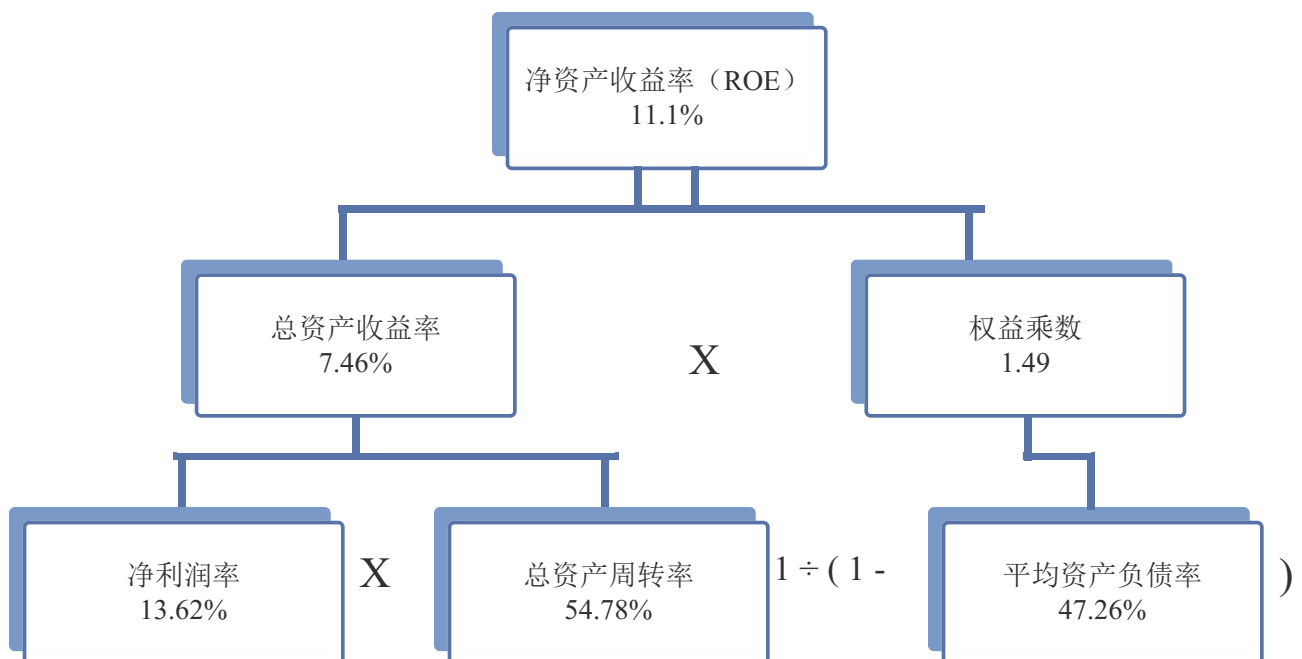 净资产收益率（ROE）
11.1%
总资产收益率
7.46%
X
权益乘数
1.49
净利润率
13.62%
X
总资产周转率
54.78%
1 ÷ ( 1 -
平均资产负债率
47.26%
)